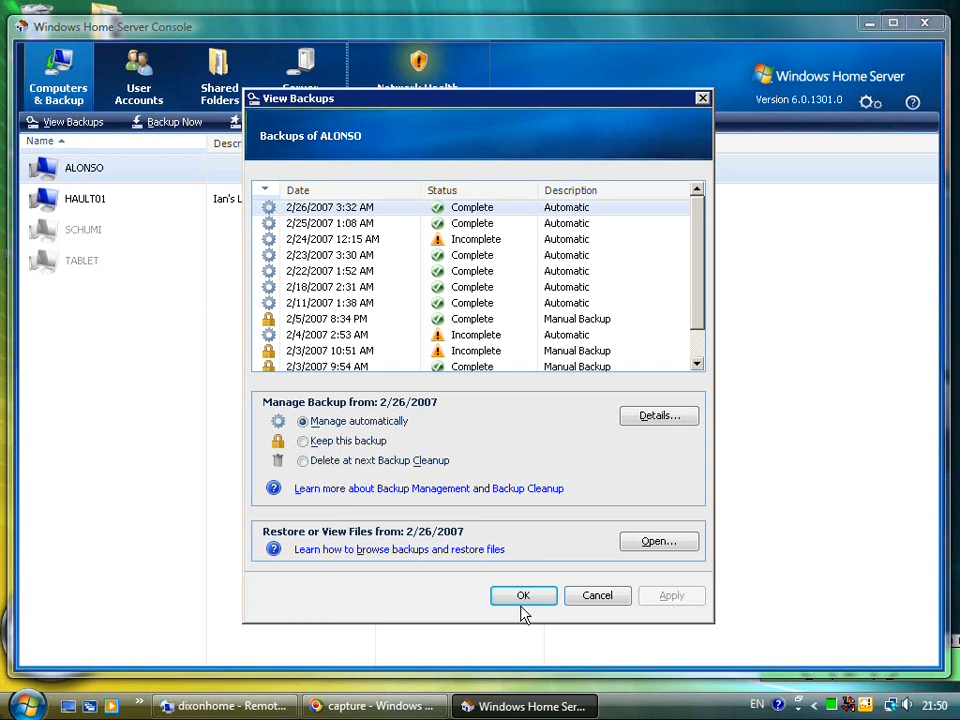 Windows Home Server Console
Computers & Backup
User Accounts
Shared Folders
Network Health
Windows Home Server
Version 6.0.1301.0
View Backups
Backup Now
Name
ALONSO
HAULT01
Ian's L
SCHUMI
TABLET
View Backups
Backups of ALONSO
Date Status Description
2/26/2007 3:32 AM Complete Automatic
2/25/2007 1:08 AM Complete Automatic
2/24/2007 12:15 AM Incomplete Automatic
2/23/2007 3:30 AM Complete Automatic
2/22/2007 1:52 AM Complete Automatic
2/18/2007 2:31 AM Complete Automatic
2/11/2007 1:38 AM Complete Automatic
2/5/2007 8:34 PM Complete Manual Backup
2/4/2007 2:53 AM Incomplete Automatic
2/3/2007 10:51 AM Incomplete Manual Backup
2/3/2007 9:54 AM Complete Manual Backup
Manage Backup from: 2/26/2007
Manage automatically
Details...
Keep this backup
Delete at next Backup Cleanup
Learn more about Backup Management and Backup Cleanup
Restore or View Files from: 2/26/2007
Learn how to browse backups and restore files
Open...
OK Cancel Apply
dixonhome - Remot...
capture - Windows ...
Windows Home Ser...
EN
21:50